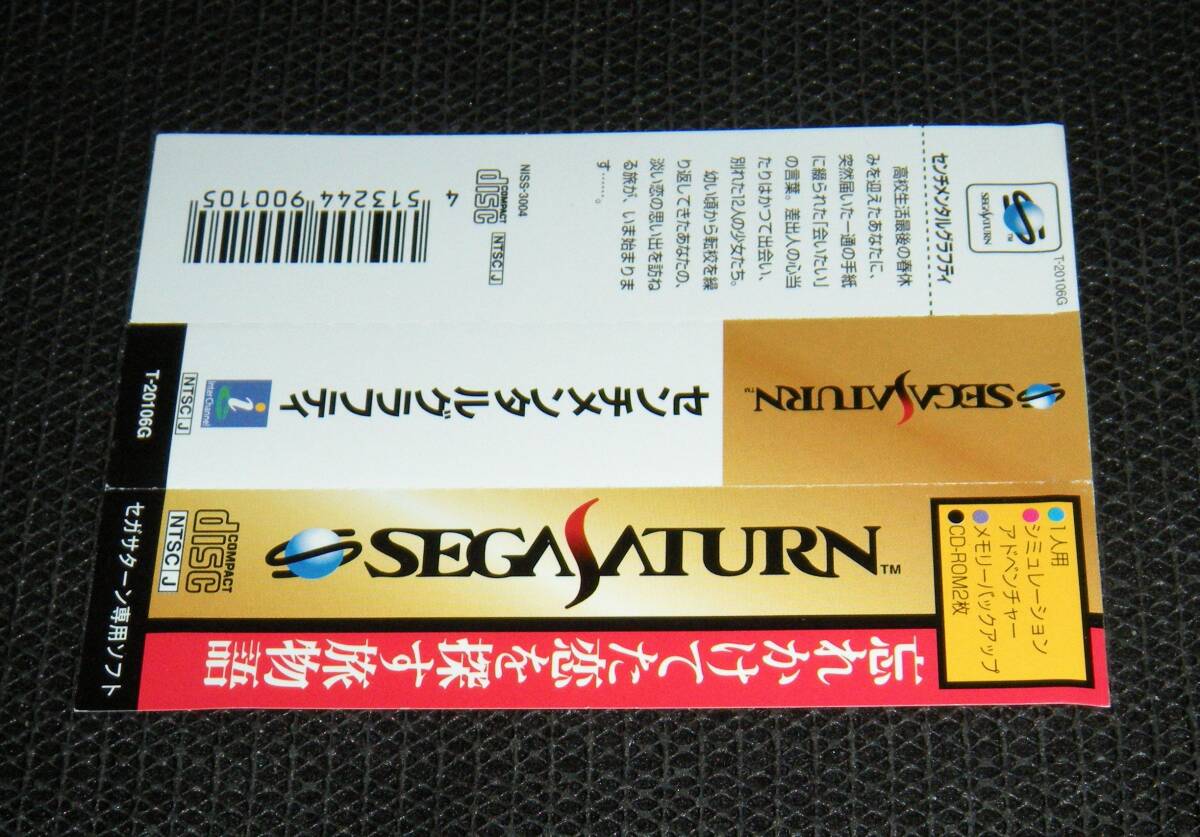 T-20106G
SEGA SATURN™
センチメンタルグラフティ
高校生活最後の春休
みを迎えたあなたに、
突然届いた一通の手紙
に綴られた「会いたい」
の言葉。差出人の心当
たりはかつて出会い、
別れた12人の少女たち。
幼い頃から転校を繰
り返してきたあなたの、
淡い恋の思い出を訪ね
る旅が、いま始まりま
す……。
NISS-3004
COMPACT
disc
NTSC J
4
513244
900105
SEGA SATURN™
センチメンタルグラフティ
InterChannel
NTSC J
T-20106G
1人用
シミュレーション
アドベンチャー
メモリーバックアップ
CD-ROM2枚
SEGA SATURN™
COMPACT
disc
NTSC J
忘れかけてた恋を探す旅物語
セガサターン専用ソフト